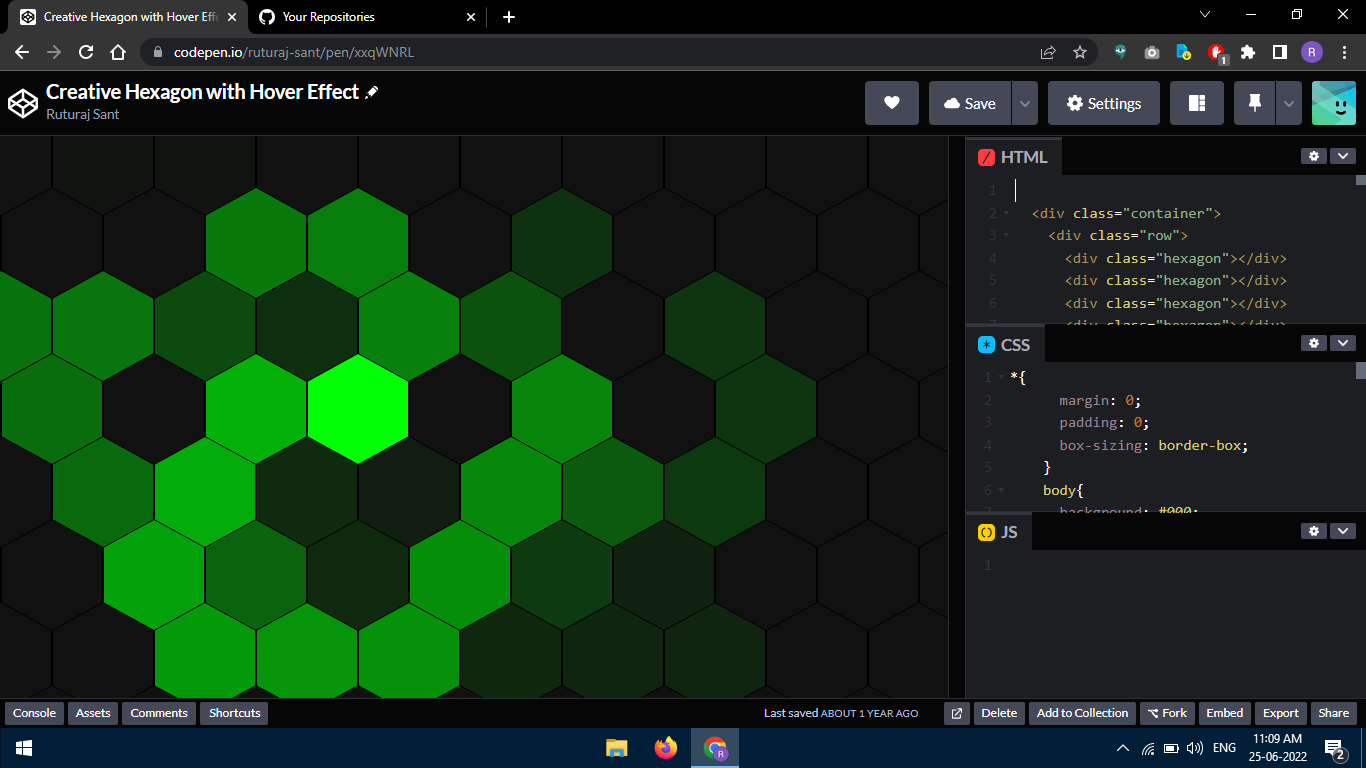 Creative Hexagon with Hover Eff
Your Repositories
codepen.io/ruturaj-sant/pen/xxqWNRL
1
R
Creative Hexagon with Hover Effect
Ruturaj Sant
Save
Settings
HTML
1
2 <div class="container">
3 <div class="row">
4 <div class="hexagon"></div>
5 <div class="hexagon"></div>
6 <div class="hexagon"></div>
7 <div class="hexagon"></div>
CSS
1 *{
2 margin: 0;
3 padding: 0;
4 box-sizing: border-box;
5 }
6 body{
7 background: #000;
JS
1
Console
Assets
Comments
Shortcuts
Last saved ABOUT 1 YEAR AGO
Delete
Add to Collection
Fork
Embed
Export
Share
R
ENG
11:09 AM
25-06-2022
2